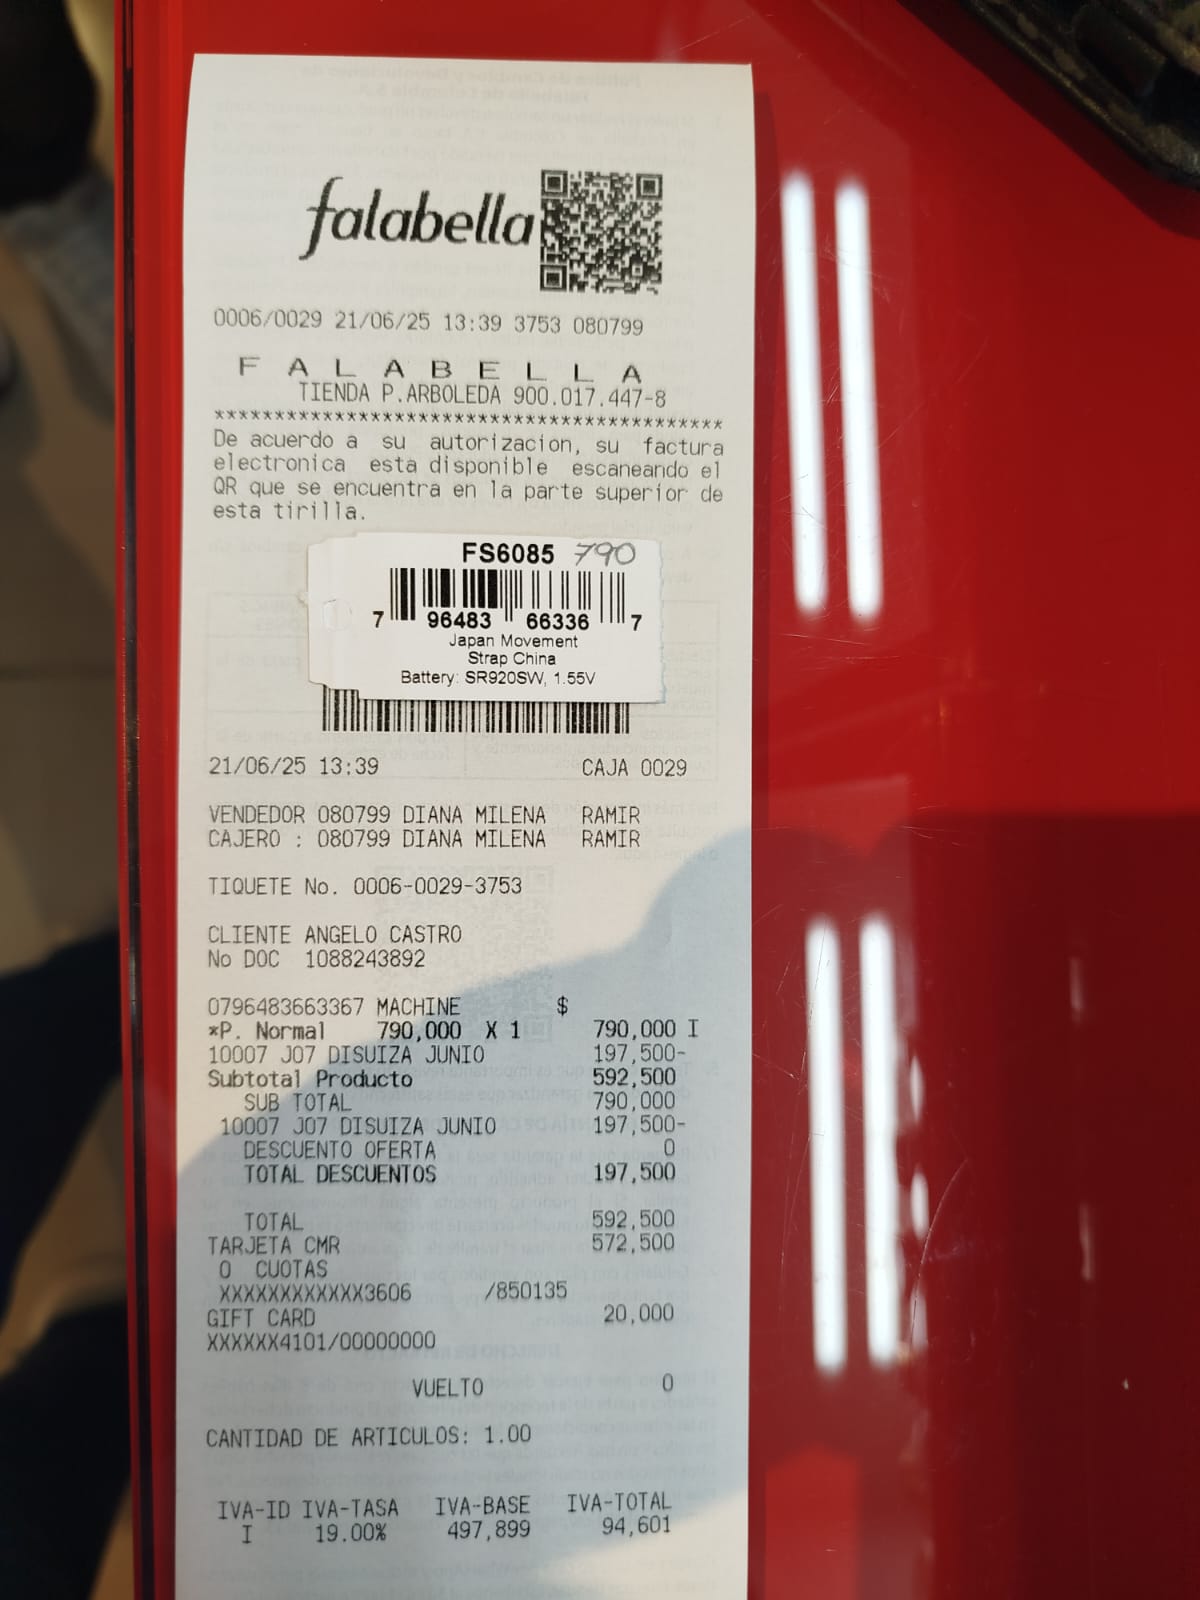 falabella
0006/0029 21/06/25 13:39 3753 080799
F A L A B E L L A
TIENDA P.ARBOLEDA 900.017.447-8
******************************************
De acuerdo a su autorizacion, su factura
electronica esta disponible escaneando el
QR que se encuentra en la parte superior de
esta tirilla.
FS6085 790
7 96483 66336 7
Japan Movement
Strap China
Battery: SR920SW, 1.55V
21/06/25 13:39 CAJA 0029
VENDEDOR 080799 DIANA MILENA RAMIR
CAJERO : 080799 DIANA MILENA RAMIR
TIQUETE No. 0006-0029-3753
CLIENTE ANGELO CASTRO
No DOC 1088243892
0796483663367 MACHINE $
*P. Normal 790,000 X 1 790,000 I
10007 J07 DISUIZA JUNIO 197,500-
Subtotal Producto 592,500
SUB TOTAL 790,000
10007 J07 DISUIZA JUNIO 197,500-
DESCUENTO OFERTA 0
TOTAL DESCUENTOS 197,500
TOTAL 592,500
TARJETA CMR 572,500
0 CUOTAS
XXXXXXXXXXXX3606 /850135
GIFT CARD 20,000
XXXXXX4101/00000000
VUELTO 0
CANTIDAD DE ARTICULOS: 1.00
IVA-ID IVA-TASA IVA-BASE IVA-TOTAL
I 19.00% 497,899 94,601